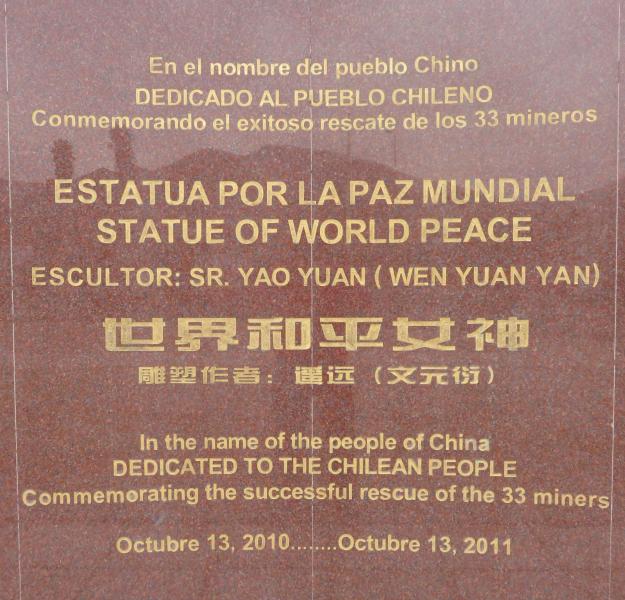 En el nombre del pueblo Chino
DEDICADO AL PUEBLO CHILENO
Conmemorando el exitoso rescate de los 33 mineros
ESTATUA POR LA PAZ MUNDIAL
STATUE OF WORLD PEACE
ESCULTOR: SR. YAO YUAN ( WEN YUAN YAN)
世界和平女神
雕塑作者：遥远（文元衍）
In the name of the people of China
DEDICATED TO THE CHILEAN PEOPLE
Commemorating the successful rescue of the 33 miners
Octubre 13, 2010........Octubre 13, 2011